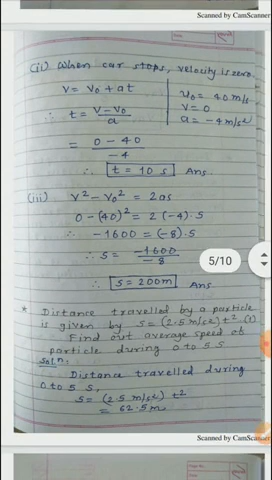 Scanned by CamScanner
(ii) When car stops, velocity is zero.
v = v₀ + at
v₀ = 40 m/s
∴ t = (v - v₀)/a
v = 0
a = -4 m/s²
= (0 - 40)/-4
∴ t = 10 s Ans.
(iii) v² - v₀² = 2as
0 - (40)² = 2 (-4) · s
∴ -1600 = (-8) · s
∴ s = -1600/-8
5/10
∴ s = 200m Ans
* Distance travelled by a particle
is given by s = (2.5 m/s²) t². (1)
Find out average speed of
particle during 0 to 5 s
Solⁿ:
Distance travelled during
0 to 5 s,
s = (2.5 m/s²) t²
= 62.5 m
Scanned by CamScanner